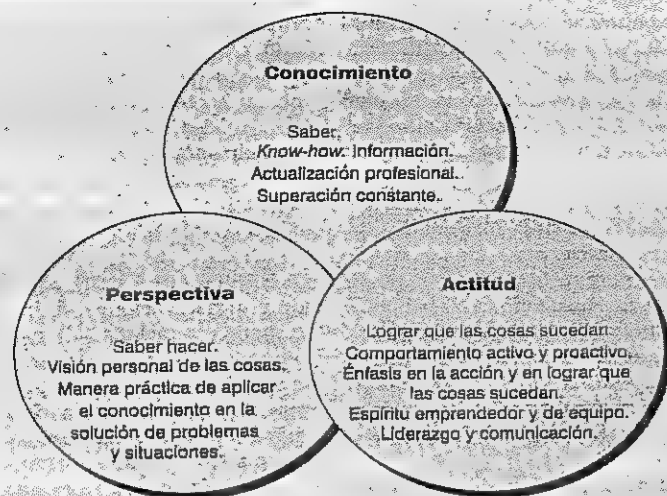 Conocimiento
Saber.
Know-how. Información.
Actualización profesional.
Superación constante.
Perspectiva
Saber hacer.
Visión personal de las cosas.
Manera práctica de aplicar
el conocimiento en la
solución de problemas
y situaciones.
Actitud
Lograr que las cosas sucedan.
Comportamiento activo y proactivo.
Énfasis en la acción y en lograr que
las cosas sucedan.
Espíritu emprendedor y de equipo.
Liderazgo y comunicación.